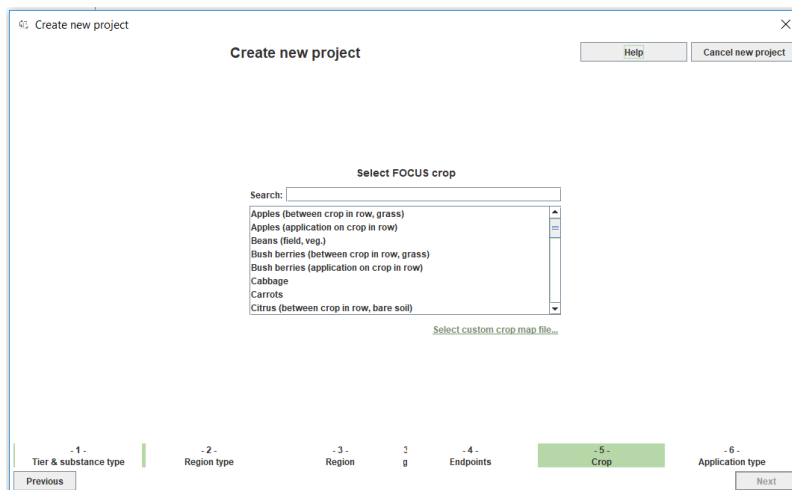 Create new project
Create new project
Help
Cancel new project
Select FOCUS crop
Search:
Apples (between crop in row, grass)
Apples (application on crop in row)
Beans (field, veg.)
Bush berries (between crop in row, grass)
Bush berries (application on crop in row)
Cabbage
Carrots
Citrus (between crop in row, bare soil)
Select custom crop map file...
- 1 -
Tier & substance type
- 2 -
Region type
- 3 -
Region
- 4 -
Endpoints
- 5 -
Crop
- 6 -
Application type
Previous
Next